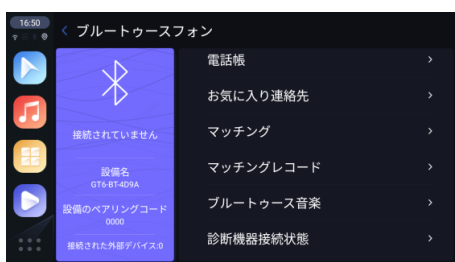 16:50
ブルートゥースフォン
電話帳
お気に入り連絡先
マッチング
マッチングレコード
ブルートゥース音楽
診断機器接続状態
接続されていません
設備名
GT6-BT-4D9A
設備のペアリングコード
0000
接続された外部デバイス:0